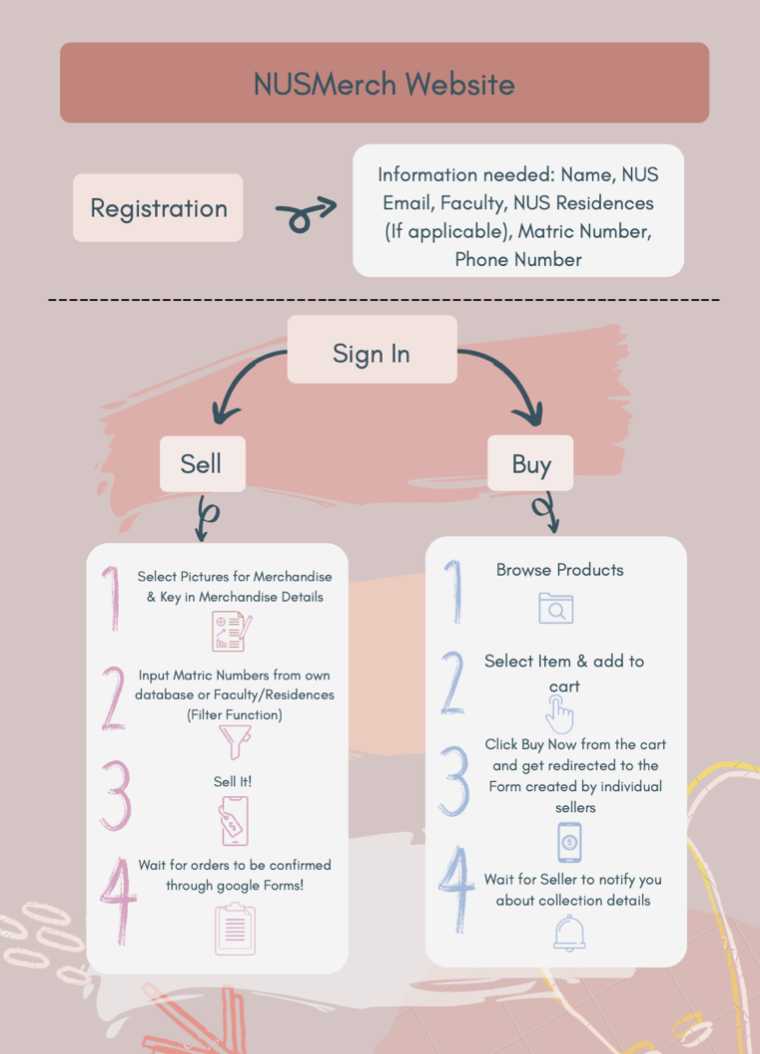 NUSMerch Website
Registration
Information needed: Name, NUS
Email, Faculty, NUS Residences
(If applicable), Matric Number,
Phone Number
Sign In
Sell
Buy
1
Select Pictures for Merchandise
& Key in Merchandise Details
2
Input Matric Numbers from own
database or Faculty/Residences
(Filter Function)
3
Sell It!
4
Wait for orders to be confirmed
through google Forms!
1
Browse Products
2
Select Item & add to
cart
3
Click Buy Now from the cart
and get redirected to the
Form created by individual
sellers
4
Wait for Seller to notify you
about collection details